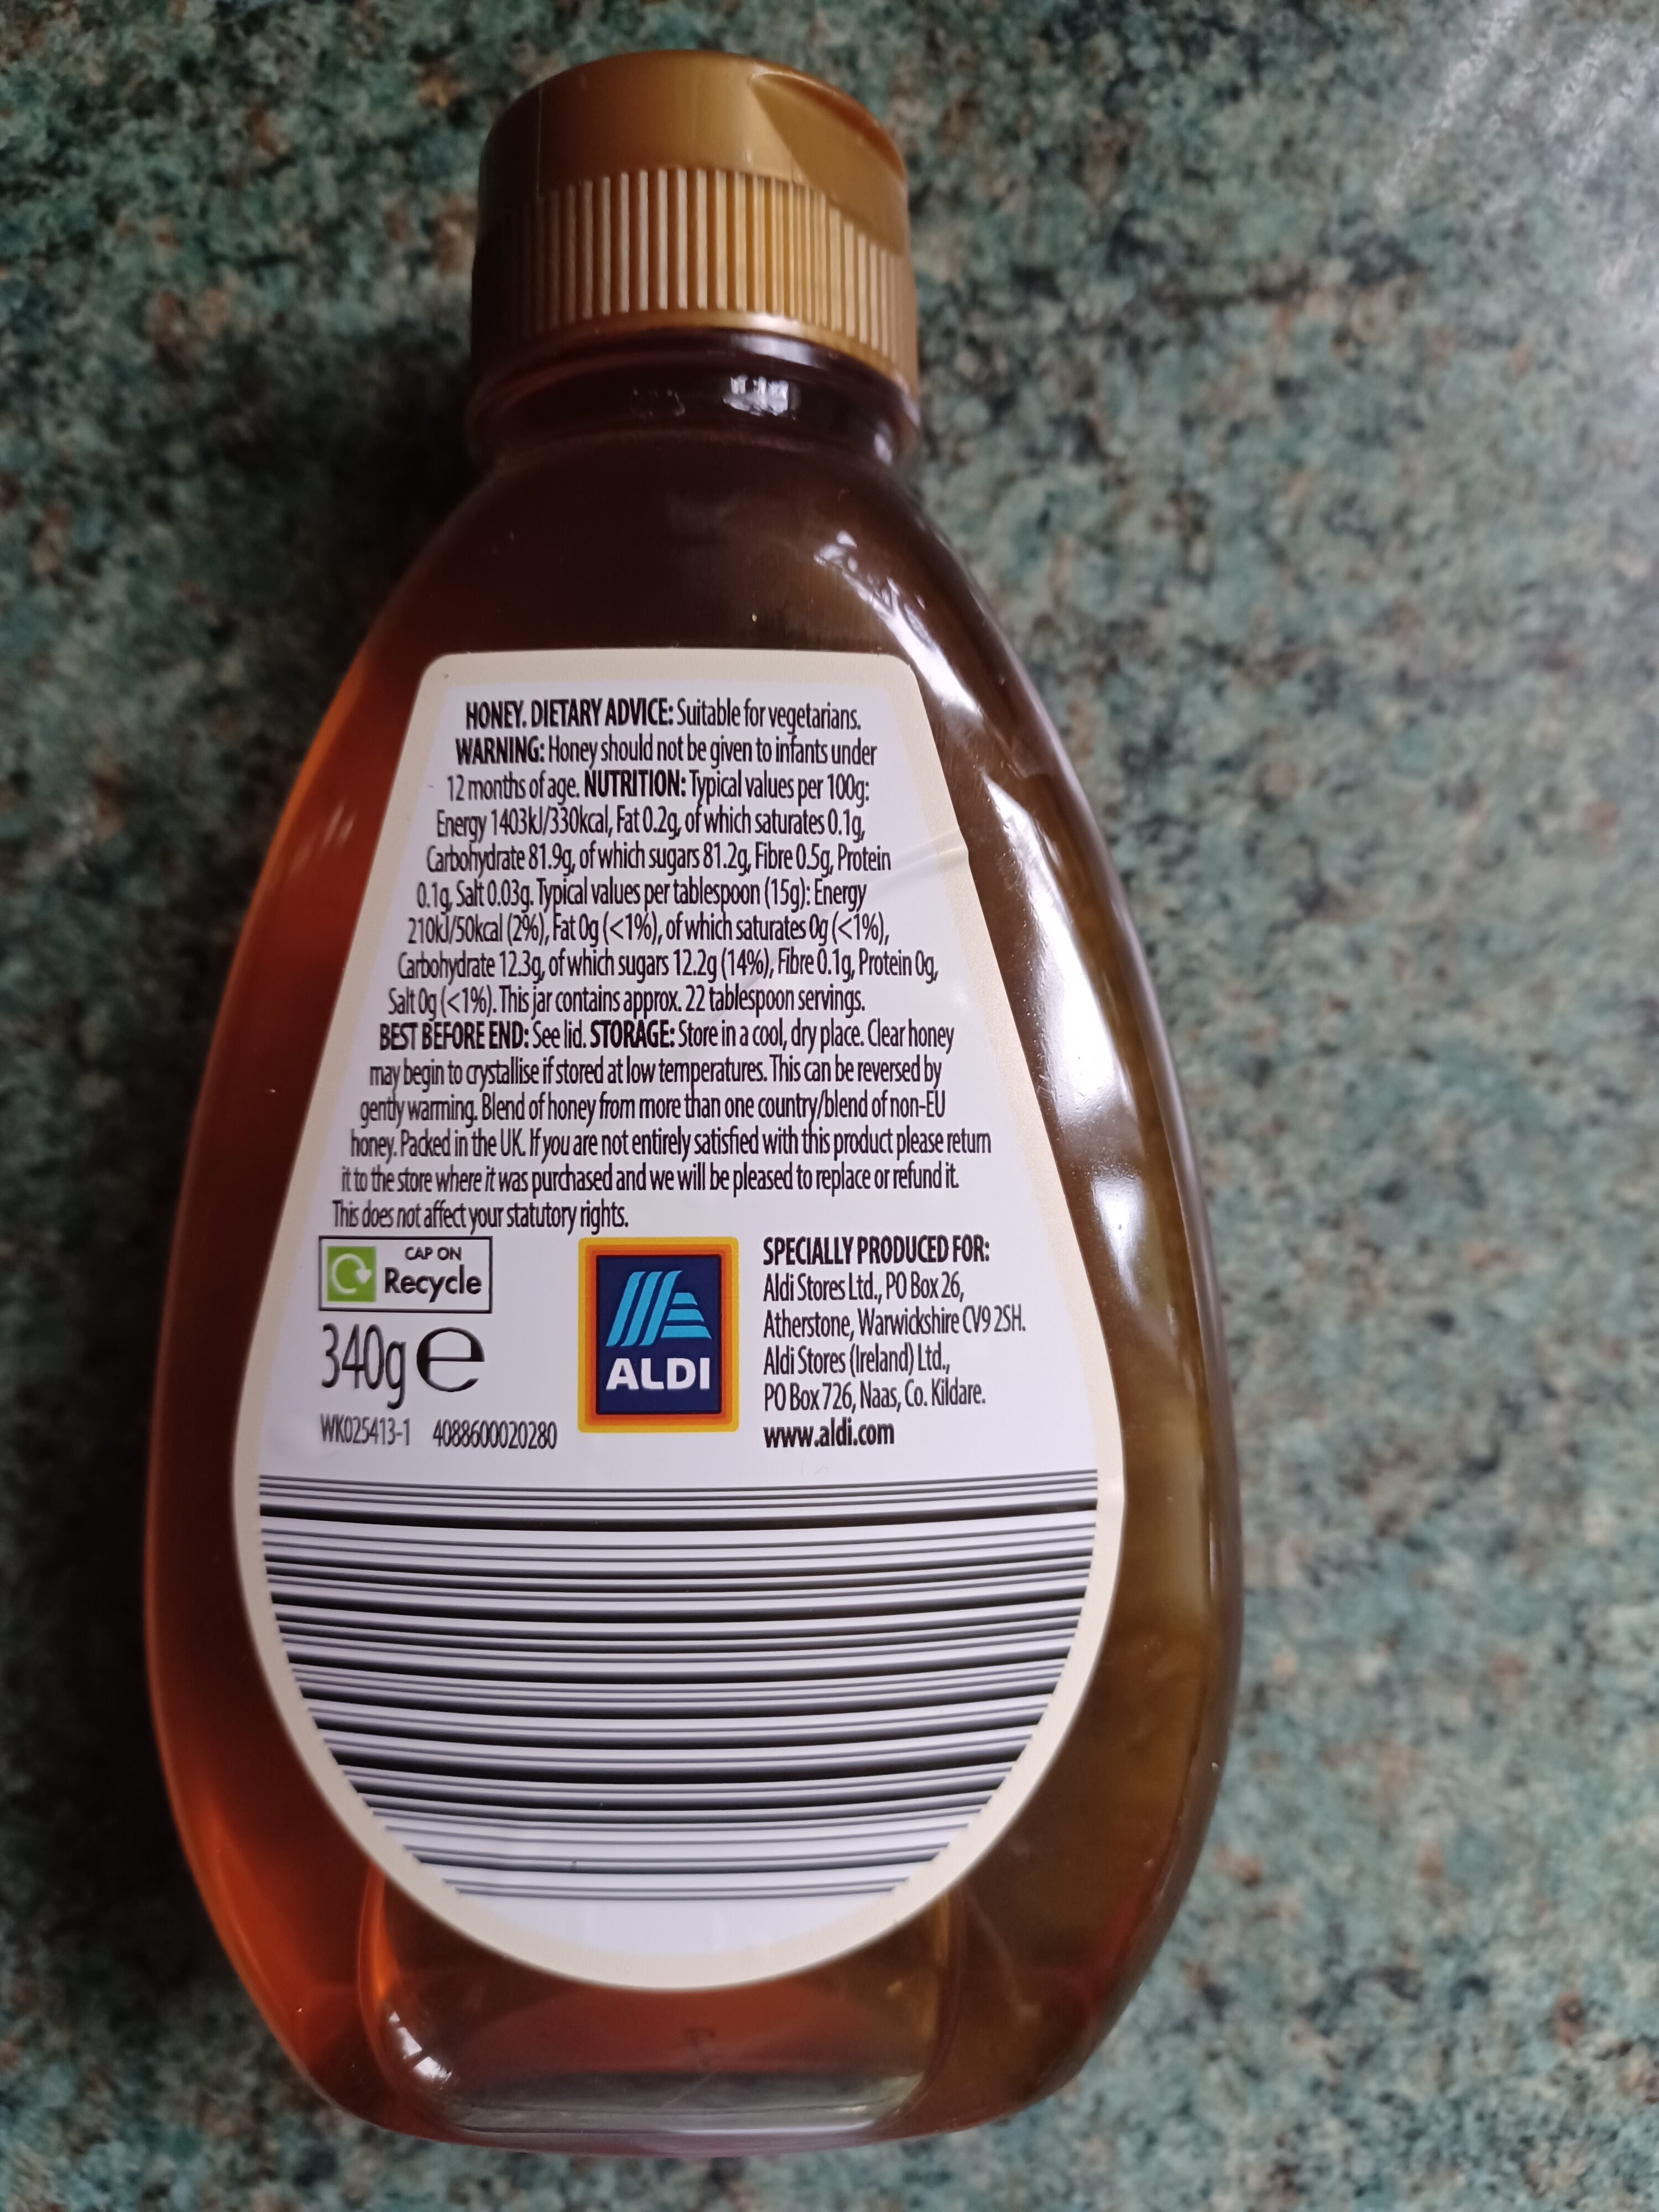 HONEY. DIETARY ADVICE: Suitable for vegetarians.
WARNING: Honey should not be given to infants under
12 months of age. NUTRITION: Typical values per 100g:
Energy 1403kJ/330kcal, Fat 0.2g, of which saturates 0.1g,
Carbohydrate 81.9g, of which sugars 81.2g, Fibre 0.5g, Protein
0.1g, Salt 0.03g. Typical values per tablespoon (15g): Energy
210kJ/50kcal (2%), Fat 0g (<1%), of which saturates 0g (<1%),
Carbohydrate 12.3g, of which sugars 12.2g (14%), Fibre 0.1g, Protein 0g,
Salt 0g (<1%). This jar contains approx. 22 tablespoon servings.
BEST BEFORE END: See lid. STORAGE: Store in a cool, dry place. Clear honey
may begin to crystallise if stored at low temperatures. This can be reversed by
gently warming. Blend of honey from more than one country/blend of non-EU
honey. Packed in the UK. If you are not entirely satisfied with this product please return
it to the store where it was purchased and we will be pleased to replace or refund it.
This does not affect your statutory rights.
CAP ON
Recycle
340g e
WK025413-1 4088600020280
ALDI
SPECIALLY PRODUCED FOR:
Aldi Stores Ltd., PO Box 26,
Atherstone, Warwickshire CV9 2SH.
Aldi Stores (Ireland) Ltd.,
PO Box 726, Naas, Co. Kildare.
www.aldi.com